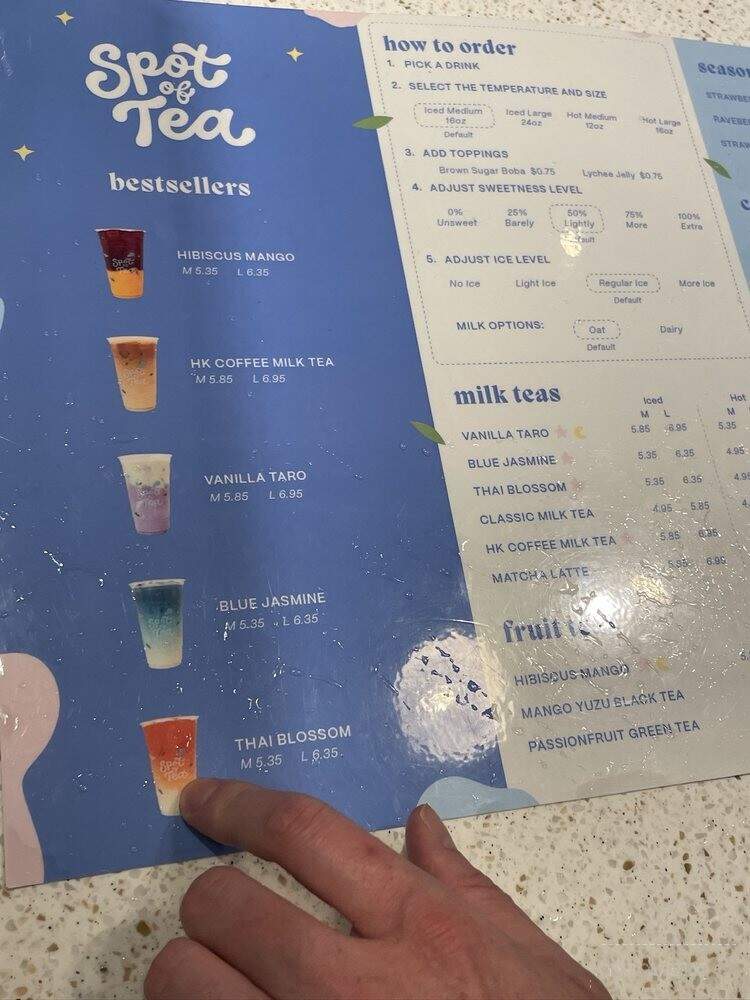 Spot
of
Tea
bestsellers
HIBISCUS MANGO
M 5.35 L 6.35
HK COFFEE MILK TEA
M 5.85 L 6.95
VANILLA TARO
M 5.85 L 6.95
BLUE JASMINE
M 5.35 L 6.35
THAI BLOSSOM
M 5.35 L 6.35
how to order
1. PICK A DRINK
2. SELECT THE TEMPERATURE AND SIZE
Iced Medium Iced Large Hot Medium Hot Large
16oz 24oz 12oz 16oz
Default
3. ADD TOPPINGS
Brown Sugar Boba $0.75 Lychee Jelly $0.75
4. ADJUST SWEETNESS LEVEL
0% 25% 50% 75% 100%
Unsweet Barely Lightly More Extra
5. ADJUST ICE LEVEL
No Ice Light Ice Regular Ice More Ice
Default
MILK OPTIONS: Oat Dairy
Default
milk teas
Iced Hot
M L M
VANILLA TARO 5.85 6.95 5.35
BLUE JASMINE 5.35 6.35 4.95
THAI BLOSSOM 5.35 6.35
CLASSIC MILK TEA 4.95 5.95
HK COFFEE MILK TEA 5.85 6.95
MATCHA LATTE 5.95 6.95
fruit
HIBISCUS MANGO
MANGO YUZU BLACK TEA
PASSIONFRUIT GREEN TEA